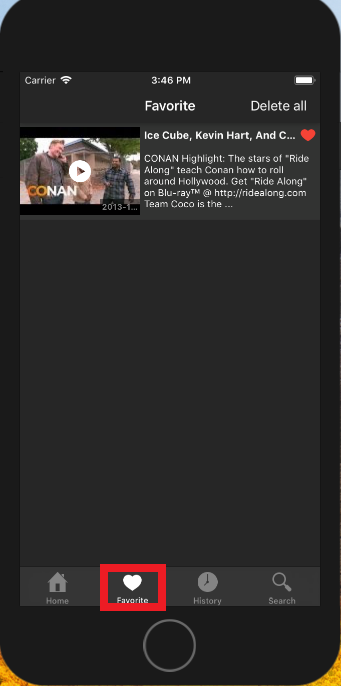 Carrier 3:46 PM
Favorite Delete all
Ice Cube, Kevin Hart, And C...
CONAN Highlight: The stars of "Ride
Along" teach Conan how to roll
around Hollywood. Get "Ride Along"
on Blu-ray™ @ http://ridealong.com
Team Coco is the ...
CONAN
2013-1...
Home Favorite History Search